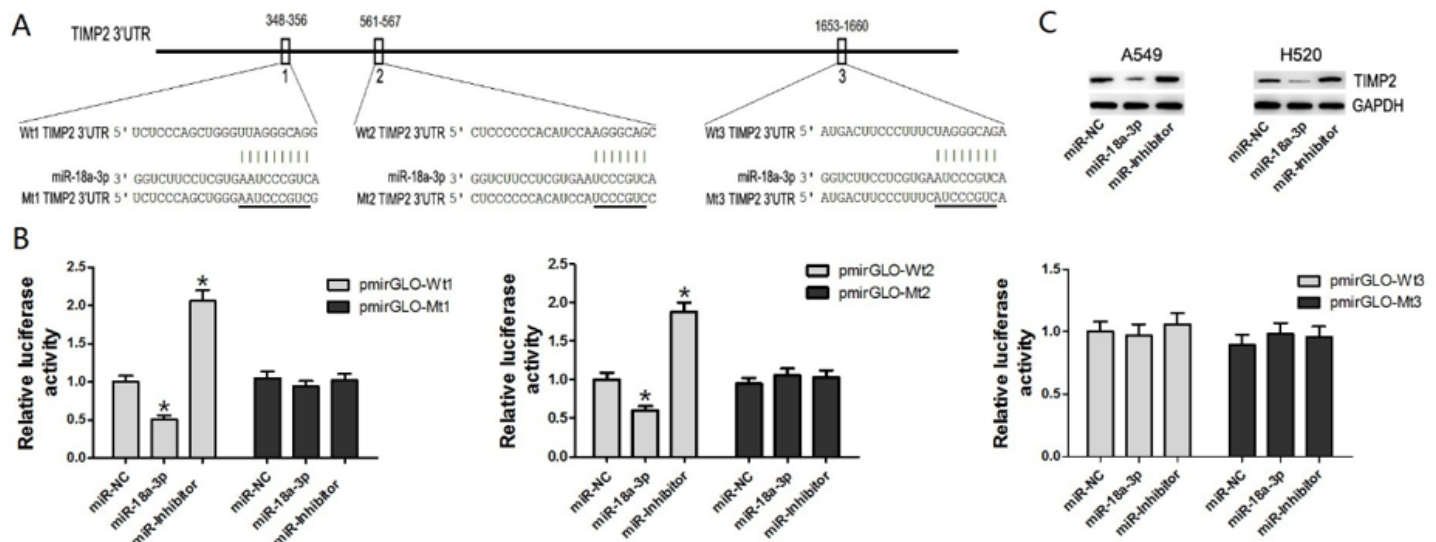 A
TIMP2 3'UTR
348-356
561-567
1653-1660
1
2
3
Wt1 TIMP2 3'UTR 5' UCUCCCAGCUGGGUUAGGGCAGG
miR-18a-3p 3' GGUCUUCCUCGUGAAUCCCGUCA
Mt1 TIMP2 3'UTR 5' UCUCCCAGCUGGGAAUCCCGUCG
Wt2 TIMP2 3'UTR 5' CUCCCCCCACAUCCAAGGGCAGC
miR-18a-3p 3' GGUCUUCCUCGUGAAUCCCGUCA
Mt2 TIMP2 3'UTR 5' CUCCCCCCACAUCCAUCCCGUCC
Wt3 TIMP2 3'UTR 5' AUGACUUCCCUUUCUAGGGCAGA
miR-18a-3p 3' GGUCUUCCUCGUGAAUCCCGUCA
Mt3 TIMP2 3'UTR 5' AUGACUUCCCUUUCAUCCCGUCA
C
A549
H520
TIMP2
GAPDH
miR-NC
miR-18a-3p
miR-Inhibitor
miR-NC
miR-18a-3p
miR-Inhibitor
B
Relative luciferase
activity
2.5
2.0
1.5
1.0
0.5
0.0
*
*
pmirGLO-Wt1
pmirGLO-Mt1
miR-NC
miR-18a-3p
miR-Inhibitor
miR-NC
miR-18a-3p
miR-Inhibitor
Relative luciferase
activity
2.5
2.0
1.5
1.0
0.5
0.0
*
*
pmirGLO-Wt2
pmirGLO-Mt2
miR-NC
miR-18a-3p
miR-Inhibitor
miR-NC
miR-18a-3p
miR-Inhibitor
Relative luciferase
activity
1.5
1.0
0.5
0.0
pmirGLO-Wt3
pmirGLO-Mt3
miR-NC
miR-18a-3p
miR-Inhibitor
miR-NC
miR-18a-3p
miR-Inhibitor